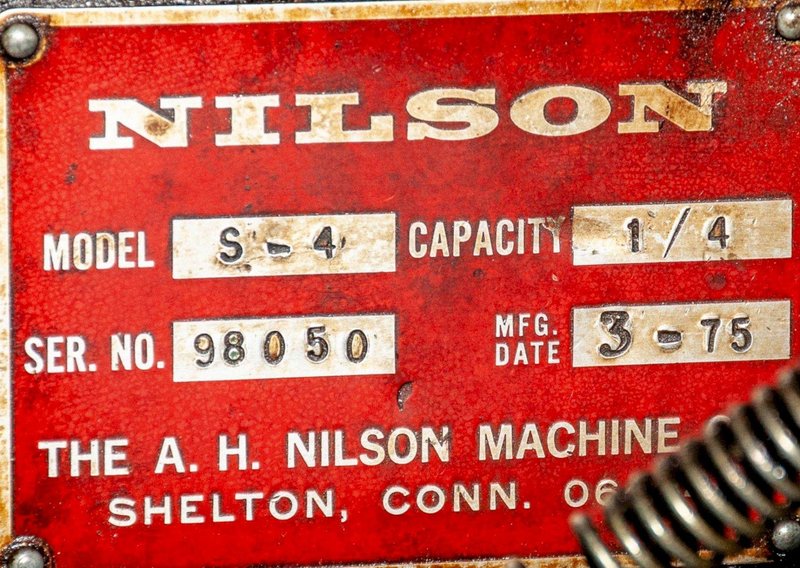 NILSON
MODEL S-4 CAPACITY 1/4
SER. NO. 98050 MFG. DATE 3-75
THE A. H. NILSON MACHINE
SHELTON, CONN.